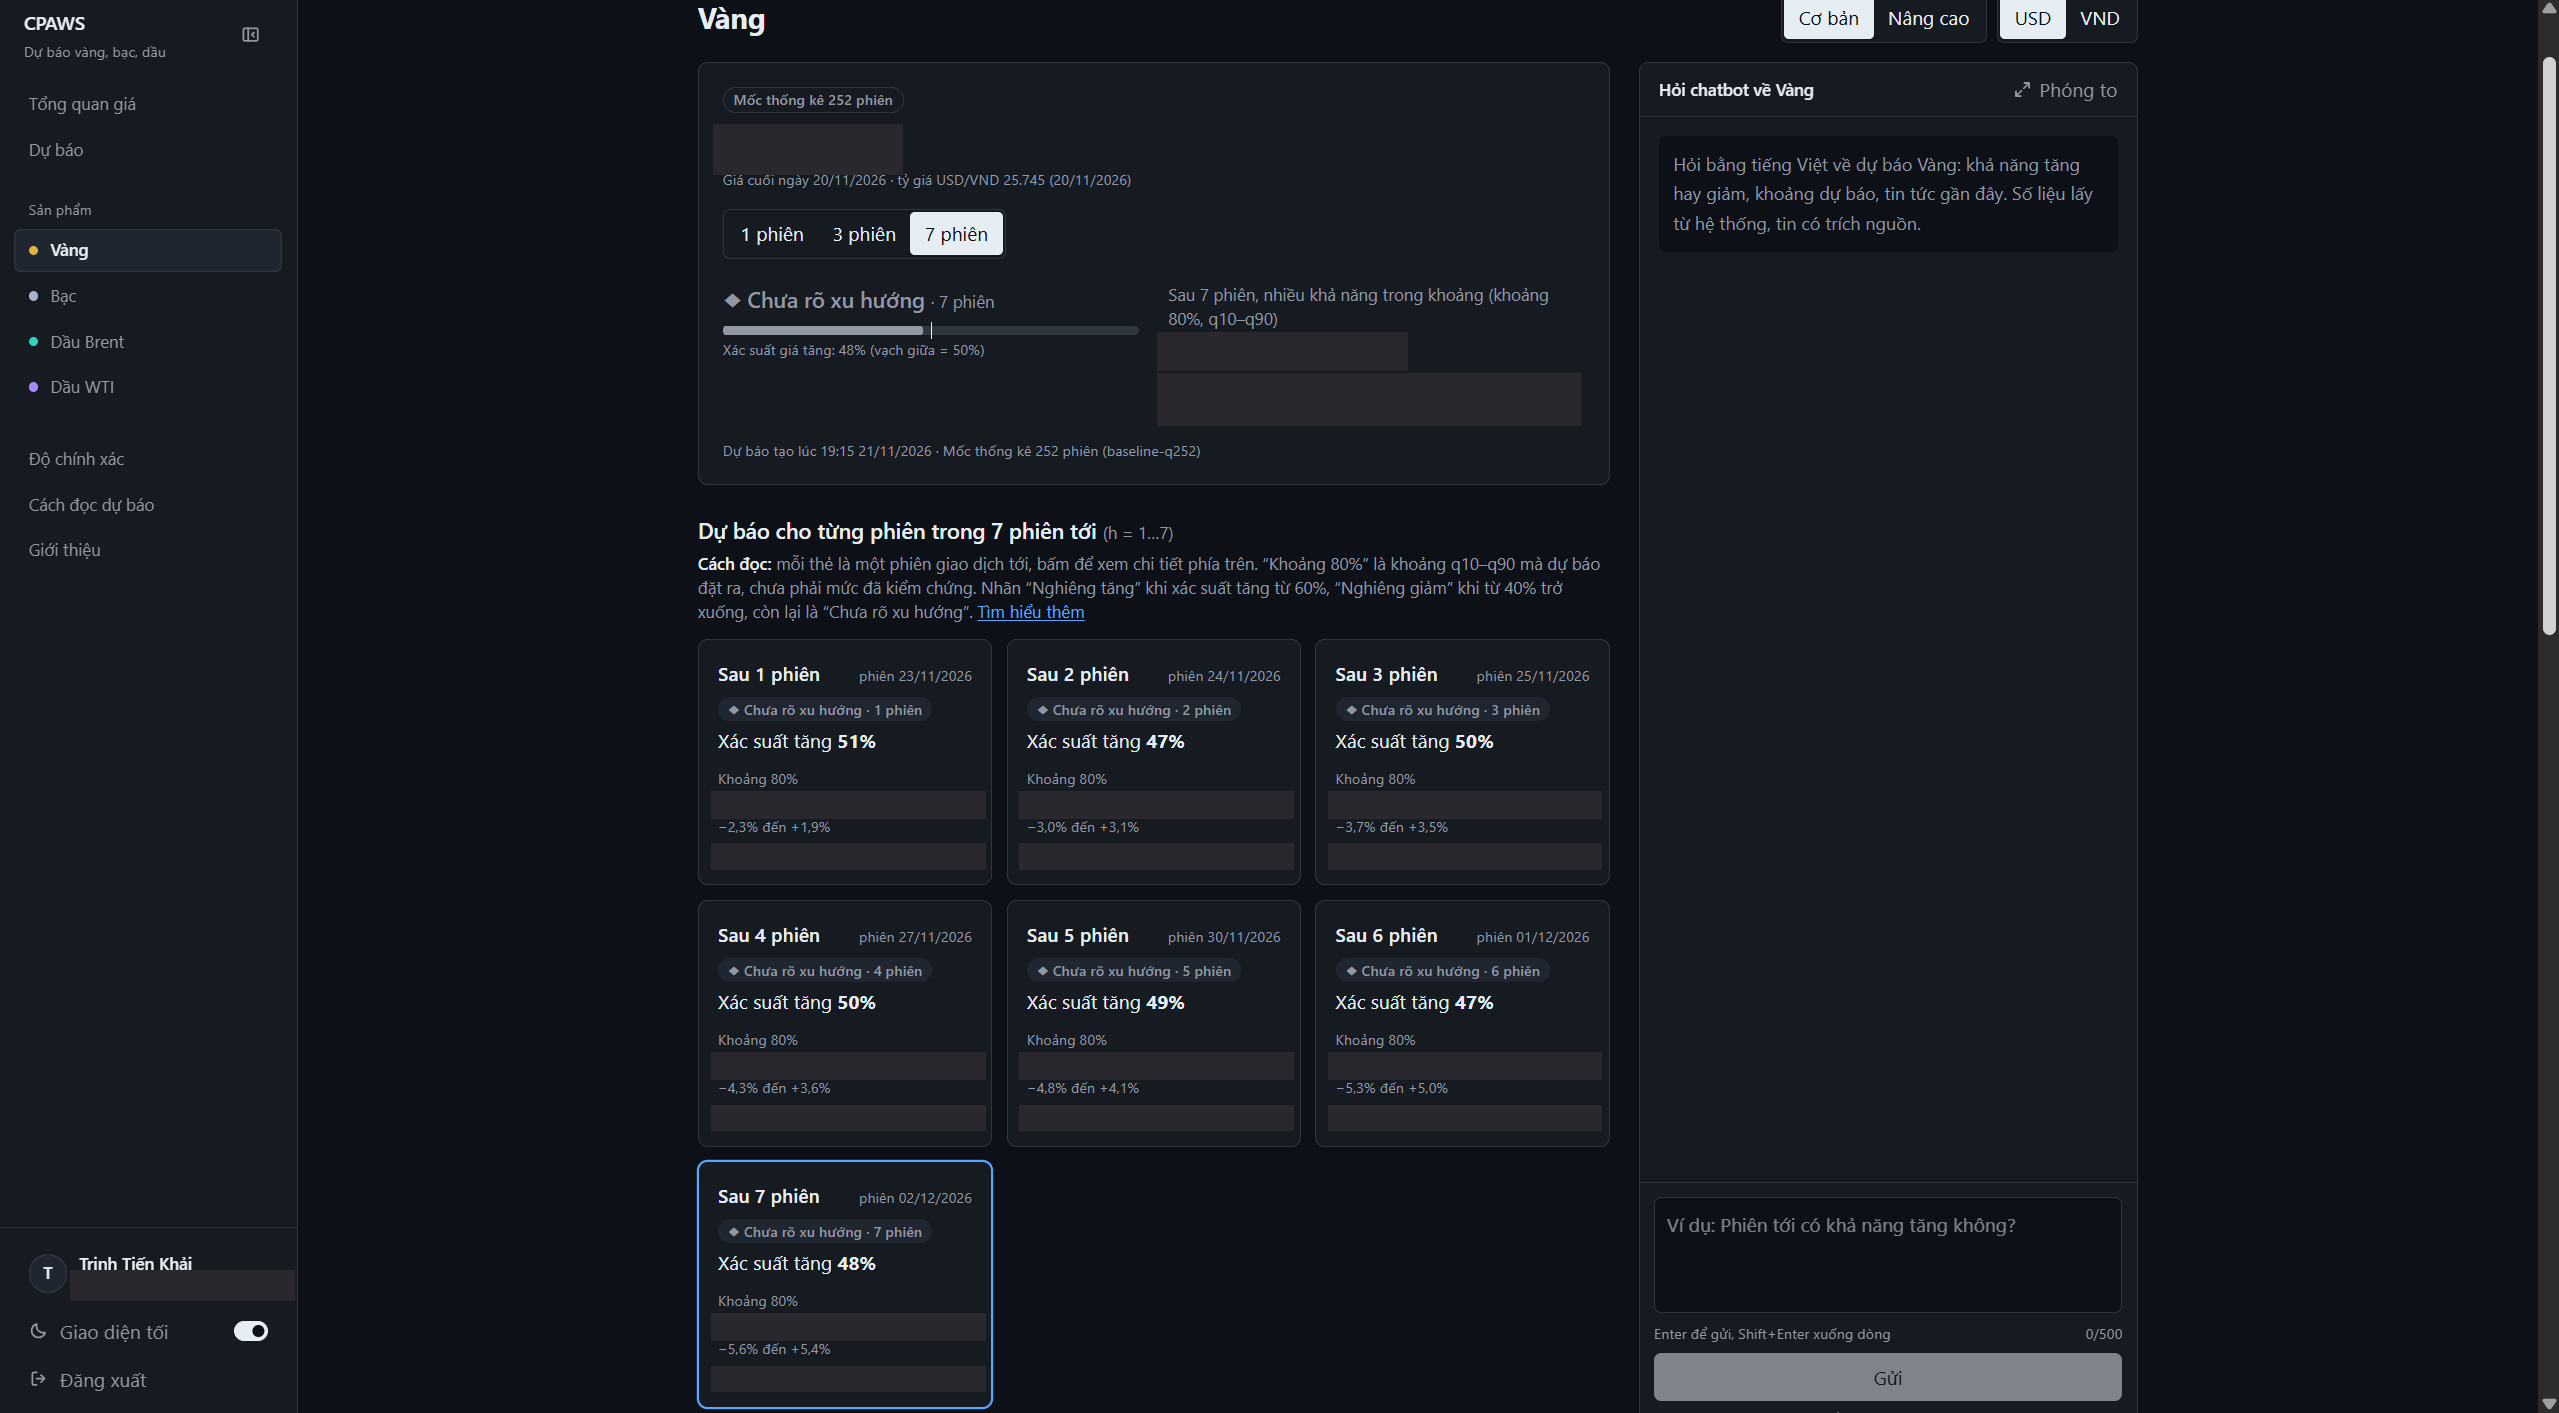 CPAWS
Dự báo vàng, bạc, dầu
Tổng quan giá
Dự báo
Sản phẩm
Vàng
Bạc
Dầu Brent
Dầu WTI
Độ chính xác
Cách đọc dự báo
Giới thiệu
T
Trinh Tiến Khải
Giao diện tối
Đăng xuất
Vàng
Cơ bản
Nâng cao
USD
VND
Mốc thống kê 252 phiên
Giá cuối ngày 20/11/2026 · tỷ giá USD/VND 25.745 (20/11/2026)
1 phiên
3 phiên
7 phiên
◆ Chưa rõ xu hướng · 7 phiên
Xác suất giá tăng: 48% (vạch giữa = 50%)
Sau 7 phiên, nhiều khả năng trong khoảng (khoảng
80%, q10–q90)
Dự báo tạo lúc 19:15 21/11/2026 · Mốc thống kê 252 phiên (baseline-q252)
Dự báo cho từng phiên trong 7 phiên tới (h = 1…7)
Cách đọc: mỗi thẻ là một phiên giao dịch tới, bấm để xem chi tiết phía trên. “Khoảng 80%” là khoảng q10–q90 mà dự báo
đặt ra, chưa phải mức đã kiểm chứng. Nhãn “Nghiêng tăng” khi xác suất tăng từ 60%, “Nghiêng giảm” khi từ 40% trở
xuống, còn lại là “Chưa rõ xu hướng”. Tìm hiểu thêm
Sau 1 phiên
phiên 23/11/2026
◆ Chưa rõ xu hướng · 1 phiên
Xác suất tăng 51%
Khoảng 80%
−2,3% đến +1,9%
Sau 2 phiên
phiên 24/11/2026
◆ Chưa rõ xu hướng · 2 phiên
Xác suất tăng 47%
Khoảng 80%
−3,0% đến +3,1%
Sau 3 phiên
phiên 25/11/2026
◆ Chưa rõ xu hướng · 3 phiên
Xác suất tăng 50%
Khoảng 80%
−3,7% đến +3,5%
Sau 4 phiên
phiên 27/11/2026
◆ Chưa rõ xu hướng · 4 phiên
Xác suất tăng 50%
Khoảng 80%
−4,3% đến +3,6%
Sau 5 phiên
phiên 30/11/2026
◆ Chưa rõ xu hướng · 5 phiên
Xác suất tăng 49%
Khoảng 80%
−4,8% đến +4,1%
Sau 6 phiên
phiên 01/12/2026
◆ Chưa rõ xu hướng · 6 phiên
Xác suất tăng 47%
Khoảng 80%
−5,3% đến +5,0%
Sau 7 phiên
phiên 02/12/2026
◆ Chưa rõ xu hướng · 7 phiên
Xác suất tăng 48%
Khoảng 80%
−5,6% đến +5,4%
Hỏi chatbot về Vàng
Phóng to
Hỏi bằng tiếng Việt về dự báo Vàng: khả năng tăng
hay giảm, khoảng dự báo, tin tức gần đây. Số liệu lấy
từ hệ thống, tin có trích nguồn.
Ví dụ: Phiên tới có khả năng tăng không?
Enter để gửi, Shift+Enter xuống dòng
0/500
Gửi